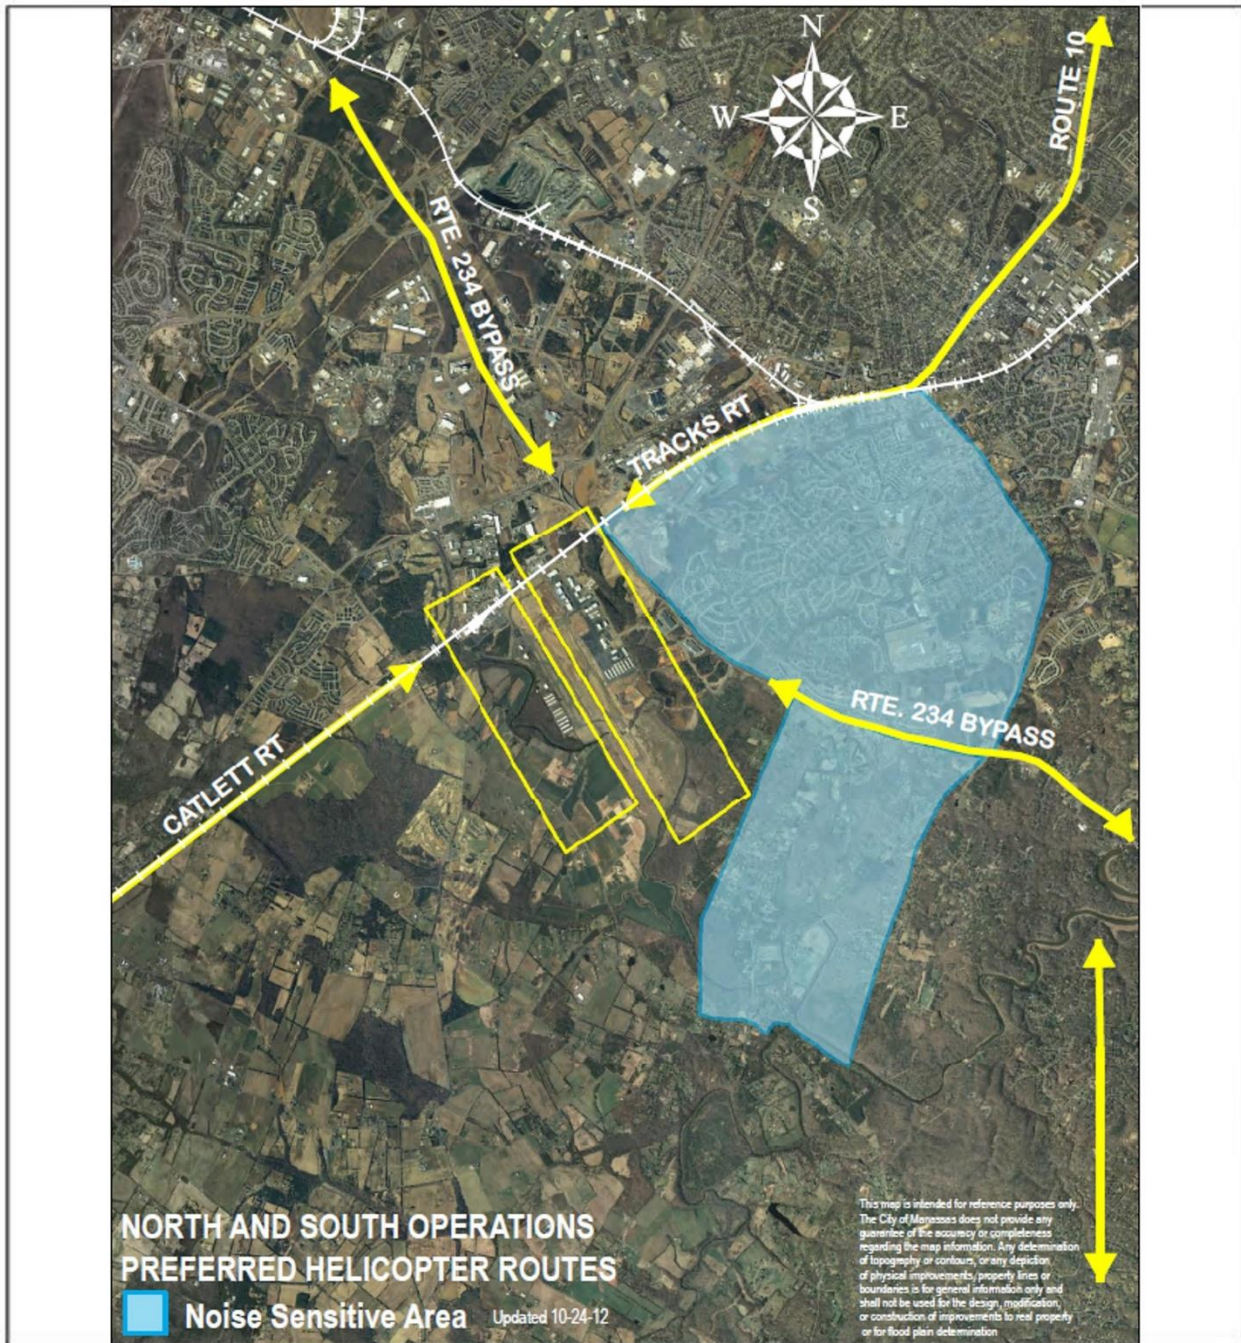 N
ROUTE 10
W
E
S
RTE. 234 BYPASS
TRACKS RT
RTE. 234 BYPASS
CATLETT RT
NORTH AND SOUTH OPERATIONS
PREFERRED HELICOPTER ROUTES
Noise Sensitive Area
Updated 10-24-12
This map is intended for reference purposes only.
The City of Manassas does not provide any
guarantee of the accuracy or completeness
regarding the map information. Any determination
of topography or contours, or any depiction
of physical improvements, property lines or
boundaries is for general information only and
shall not be used for the design, modification,
or construction of improvements to real property
or for flood plain determination